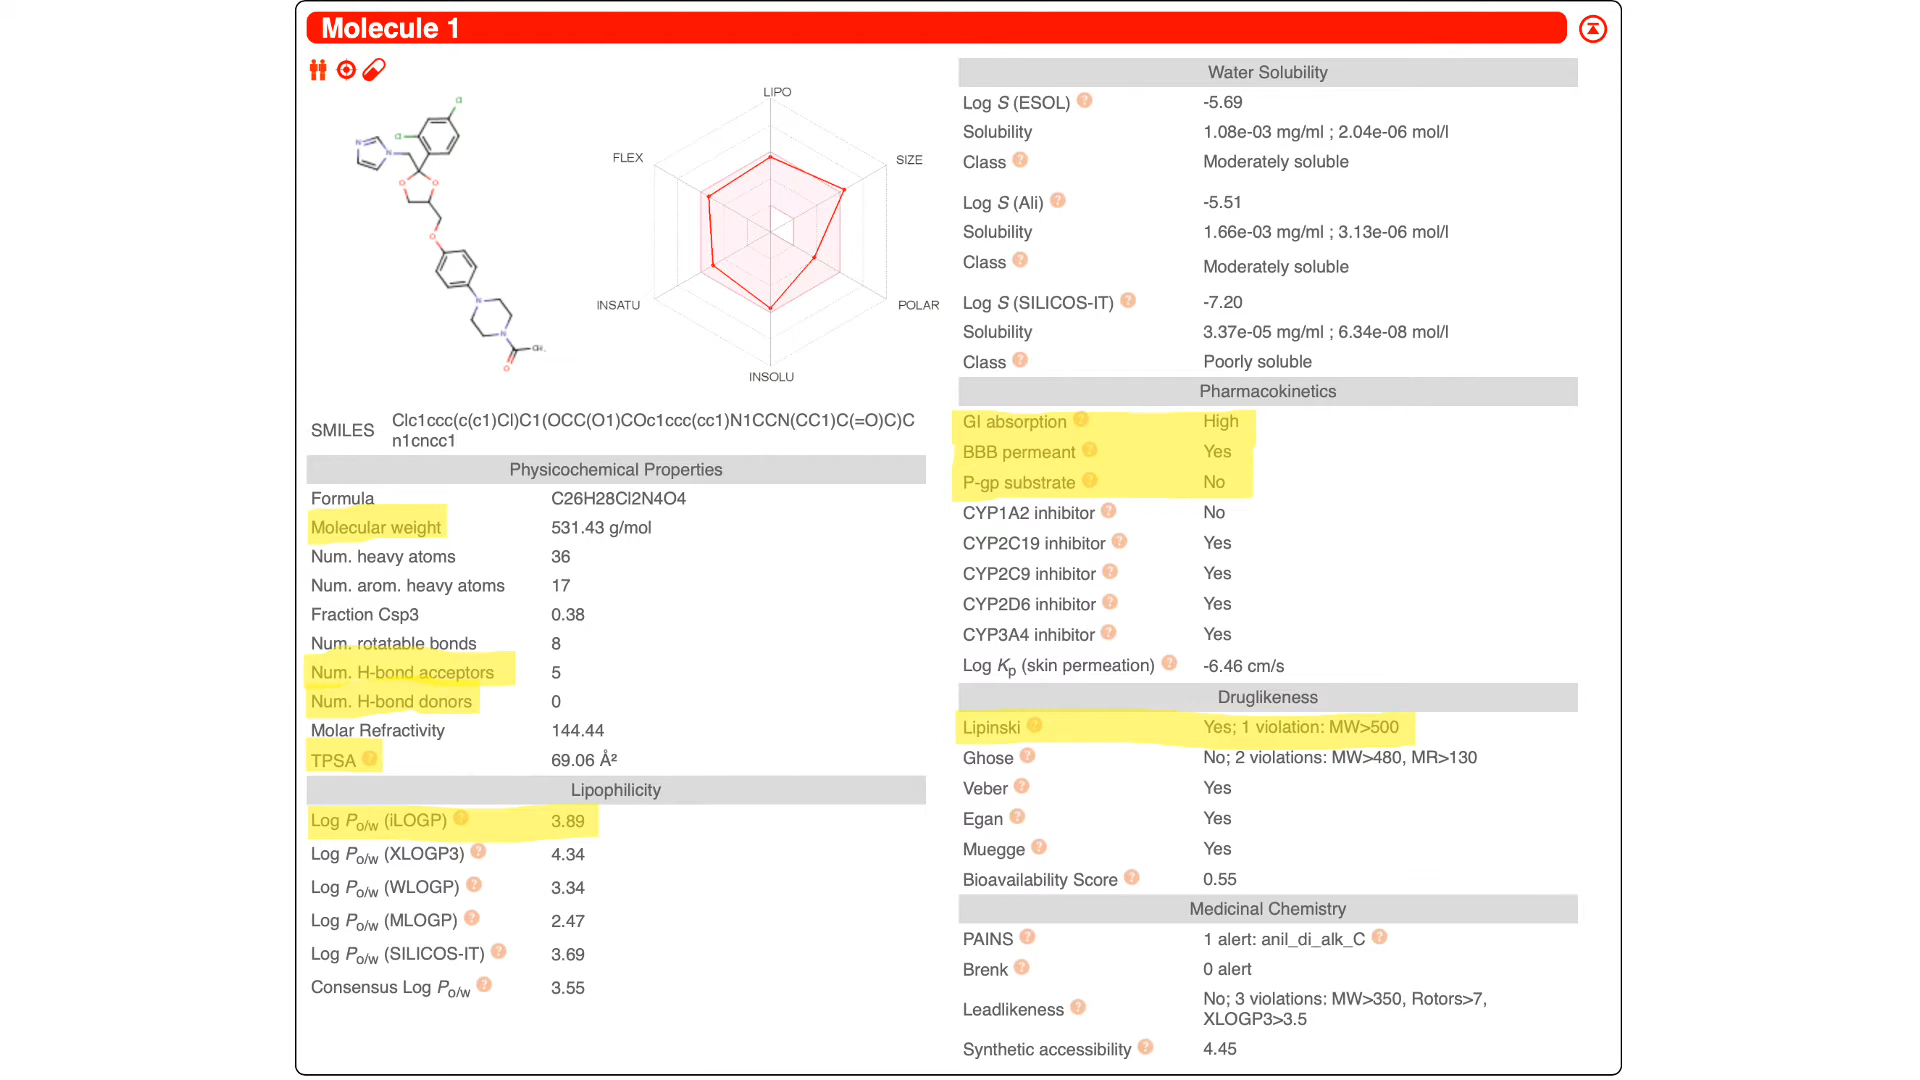 Molecule 1
LIPO
FLEX
SIZE
INSATU
POLAR
INSOLU
Cl
Cl
N
N
O
O
O
N
N
CH
O
SMILES Clc1ccc(c(c1)Cl)C1(OCC(O1)COc1ccc(cc1)N1CCN(CC1)C(=O)C)C
n1cncc1
Physicochemical Properties
Formula C26H28Cl2N4O4
Molecular weight 531.43 g/mol
Num. heavy atoms 36
Num. arom. heavy atoms 17
Fraction Csp3 0.38
Num. rotatable bonds 8
Num. H-bond acceptors 5
Num. H-bond donors 0
Molar Refractivity 144.44
TPSA ? 69.06 Å²
Lipophilicity
Log Po/w (iLOGP) ? 3.89
Log Po/w (XLOGP3) ? 4.34
Log Po/w (WLOGP) ? 3.34
Log Po/w (MLOGP) ? 2.47
Log Po/w (SILICOS-IT) ? 3.69
Consensus Log Po/w ? 3.55
Water Solubility
Log S (ESOL) ? -5.69
Solubility 1.08e-03 mg/ml ; 2.04e-06 mol/l
Class ? Moderately soluble
Log S (Ali) ? -5.51
Solubility 1.66e-03 mg/ml ; 3.13e-06 mol/l
Class ? Moderately soluble
Log S (SILICOS-IT) ? -7.20
Solubility 3.37e-05 mg/ml ; 6.34e-08 mol/l
Class ? Poorly soluble
Pharmacokinetics
GI absorption ? High
BBB permeant ? Yes
P-gp substrate ? No
CYP1A2 inhibitor ? No
CYP2C19 inhibitor ? Yes
CYP2C9 inhibitor ? Yes
CYP2D6 inhibitor ? Yes
CYP3A4 inhibitor ? Yes
Log Kp (skin permeation) ? -6.46 cm/s
Druglikeness
Lipinski ? Yes; 1 violation: MW>500
Ghose ? No; 2 violations: MW>480, MR>130
Veber ? Yes
Egan ? Yes
Muegge ? Yes
Bioavailability Score ? 0.55
Medicinal Chemistry
PAINS ? 1 alert: anil_di_alk_C ?
Brenk ? 0 alert
Leadlikeness ? No; 3 violations: MW>350, Rotors>7,
XLOGP3>3.5
Synthetic accessibility ? 4.45